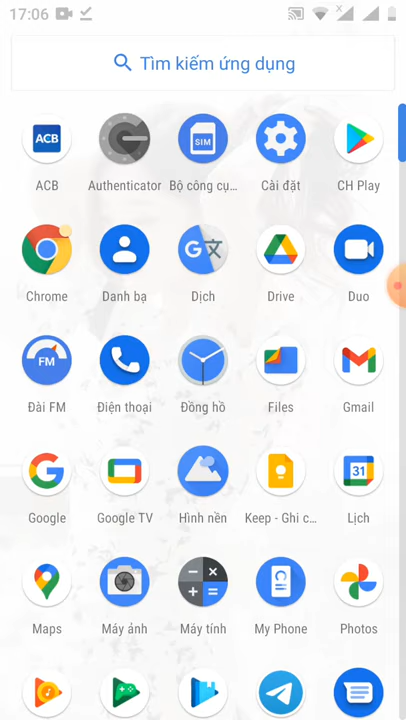 17:06
Tìm kiếm ứng dụng
ACB
SIM
ACB
Authenticator
Bộ công cụ...
Cài đặt
CH Play
G文
Chrome
Danh bạ
Dịch
Drive
Duo
FM
Đài FM
Điện thoại
Đồng hồ
Files
Gmail
31
Google
Google TV
Hình nền
Keep - Ghi c...
Lịch
Maps
Máy ảnh
Máy tính
My Phone
Photos